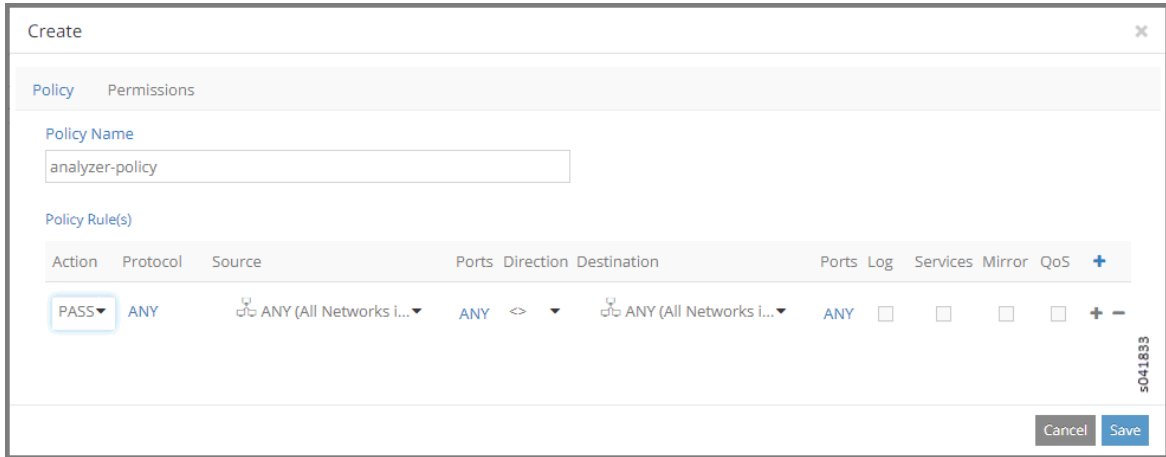 Create ×
Policy Permissions
Policy Name
analyzer-policy
Policy Rule(s)
Action Protocol Source Ports Direction Destination Ports Log Services Mirror QoS +
PASS ANY ANY (All Networks i... ANY <> ANY (All Networks i... ANY + −
s041833
Cancel Save